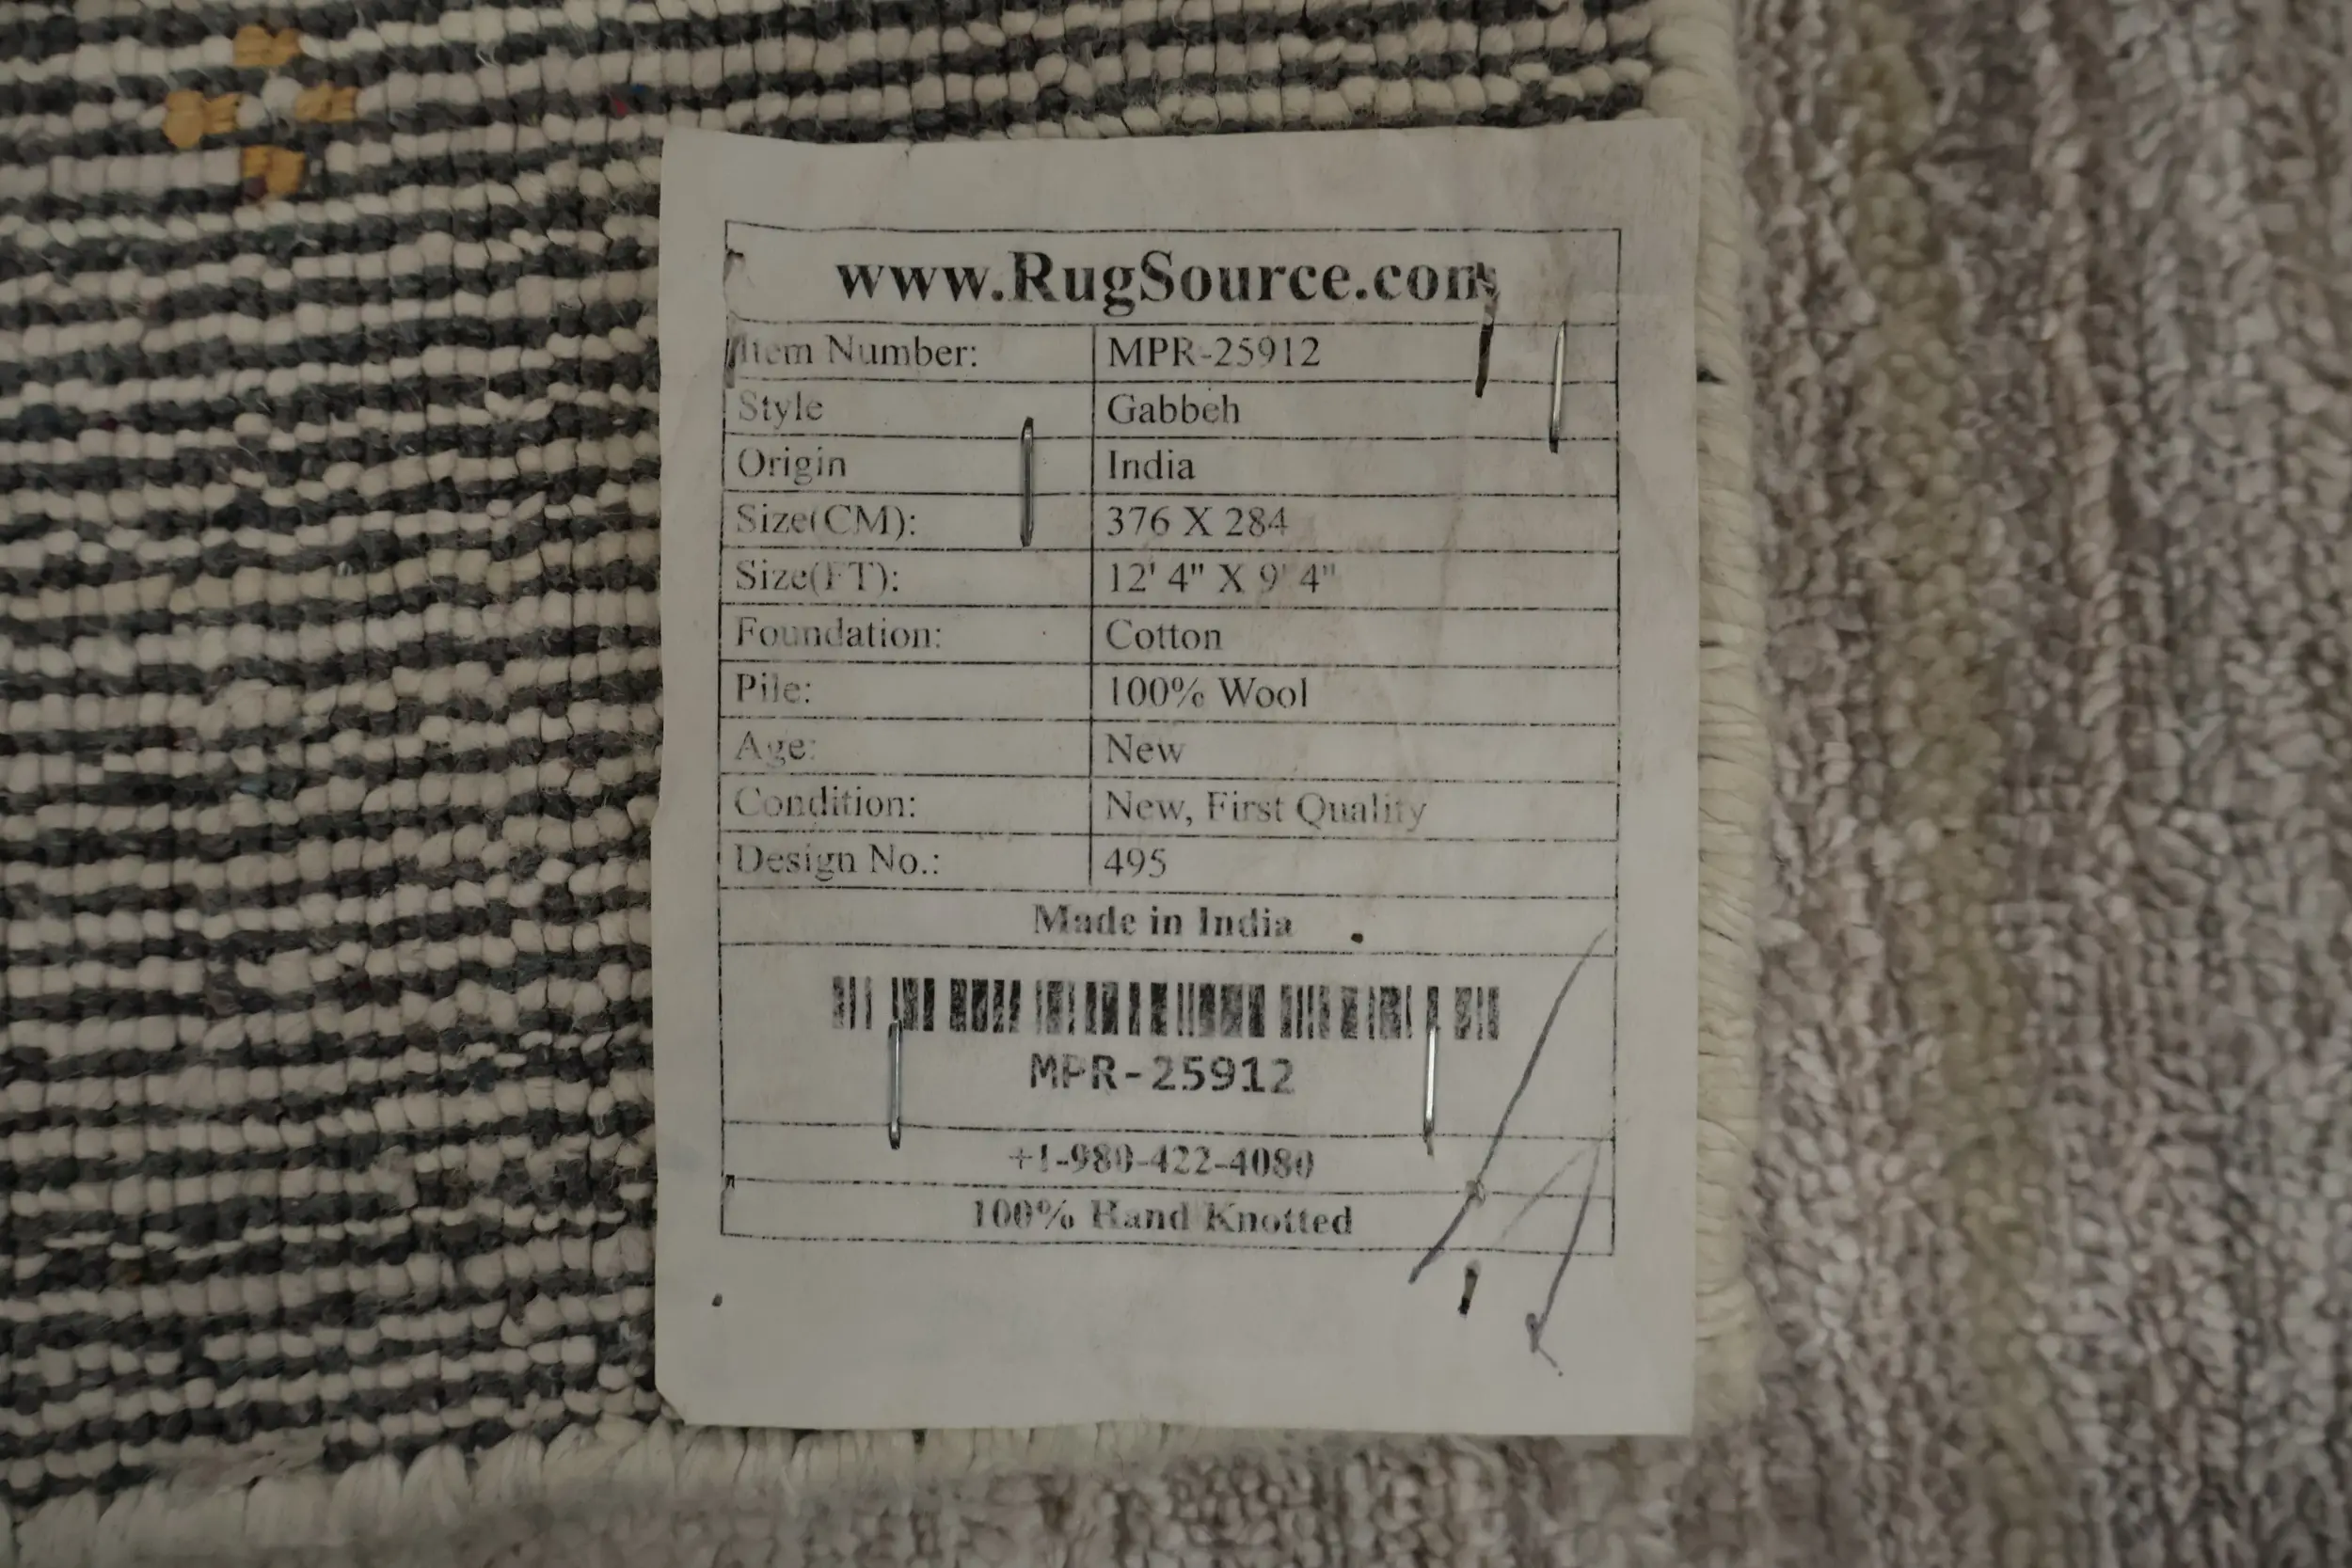 www.RugSource.com
Item Number: MPR-25912
Style Gabbeh
Origin India
Size(CM): 376 X 284
Size(FT): 12' 4" X 9' 4"
Foundation: Cotton
Pile: 100% Wool
Age: New
Condition: New, First Quality
Design No.: 495
Made in India
MPR-25912
+1-980-422-4080
100% Hand Knotted